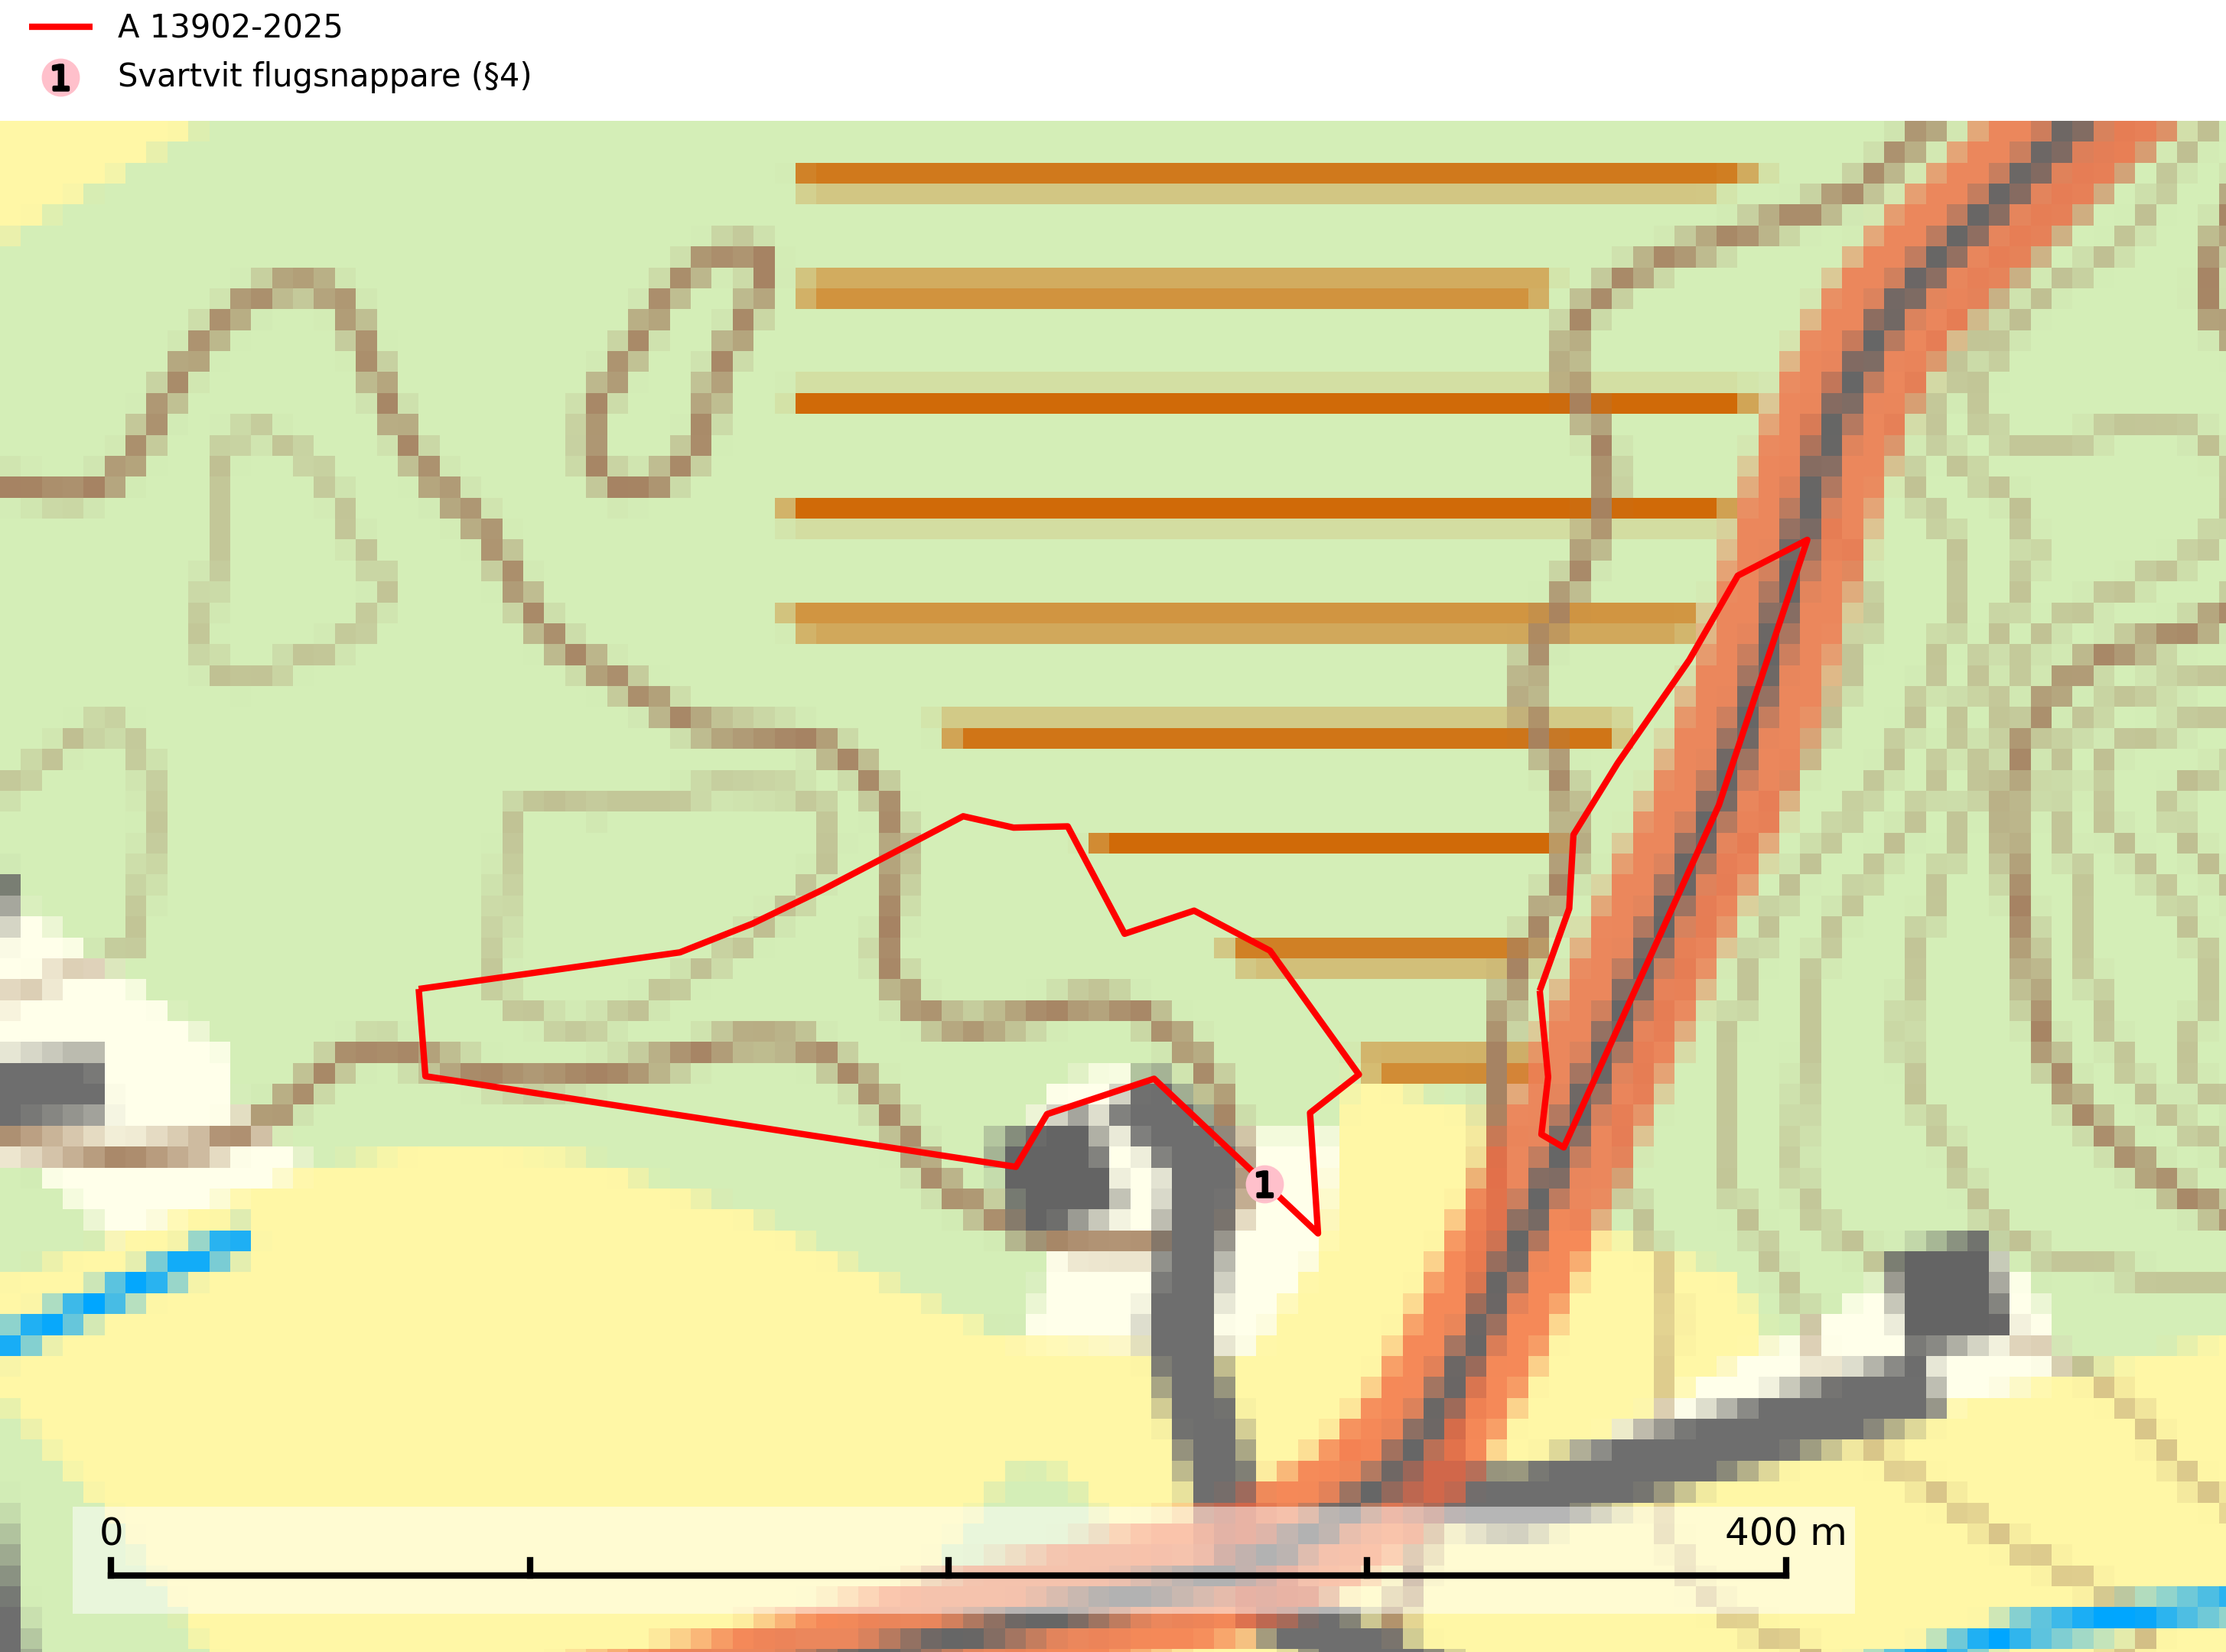 A 13902-2025
1 Svartvit flugsnappare (§4)
1
0 400 m